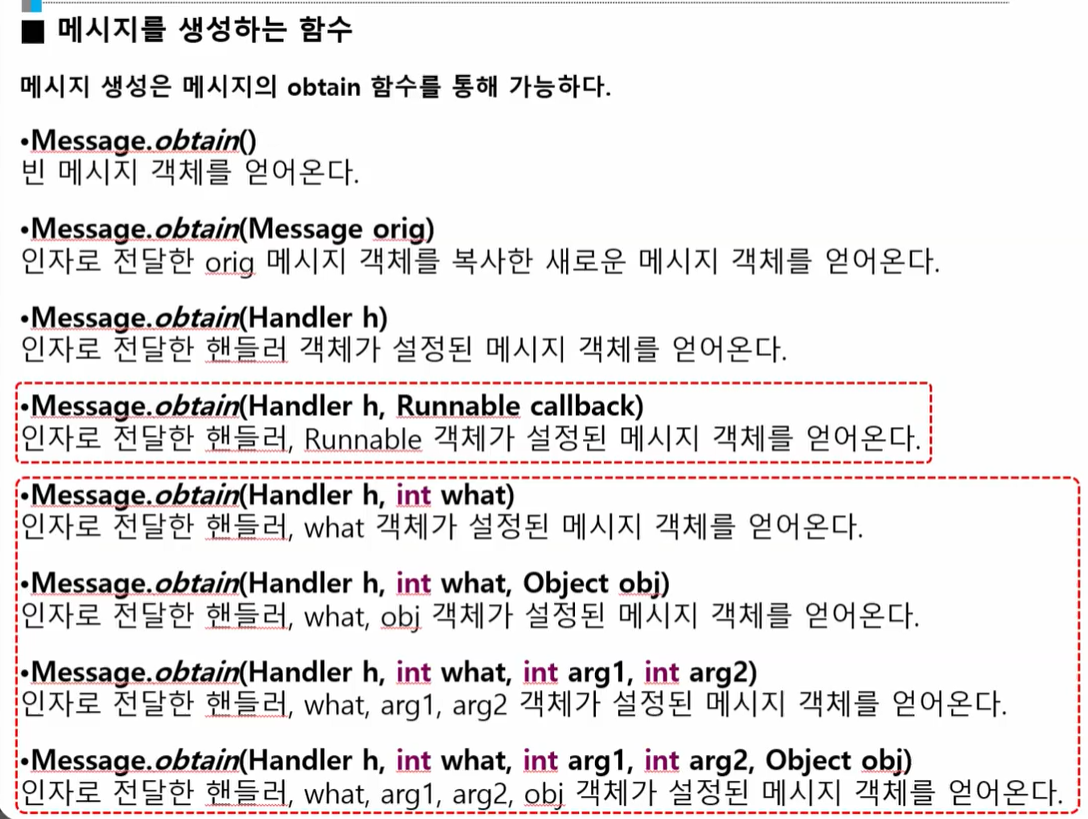 ■ 메시지를 생성하는 함수
메시지 생성은 메시지의 obtain 함수를 통해 가능하다.
•Message.obtain()
빈 메시지 객체를 얻어온다.
•Message.obtain(Message orig)
인자로 전달한 orig 메시지 객체를 복사한 새로운 메시지 객체를 얻어온다.
•Message.obtain(Handler h)
인자로 전달한 핸들러 객체가 설정된 메시지 객체를 얻어온다.
•Message.obtain(Handler h, Runnable callback)
인자로 전달한 핸들러, Runnable 객체가 설정된 메시지 객체를 얻어온다.
•Message.obtain(Handler h, int what)
인자로 전달한 핸들러, what 객체가 설정된 메시지 객체를 얻어온다.
•Message.obtain(Handler h, int what, Object obj)
인자로 전달한 핸들러, what, obj 객체가 설정된 메시지 객체를 얻어온다.
•Message.obtain(Handler h, int what, int arg1, int arg2)
인자로 전달한 핸들러, what, arg1, arg2 객체가 설정된 메시지 객체를 얻어온다.
•Message.obtain(Handler h, int what, int arg1, int arg2, Object obj)
인자로 전달한 핸들러, what, arg1, arg2, obj 객체가 설정된 메시지 객체를 얻어온다.